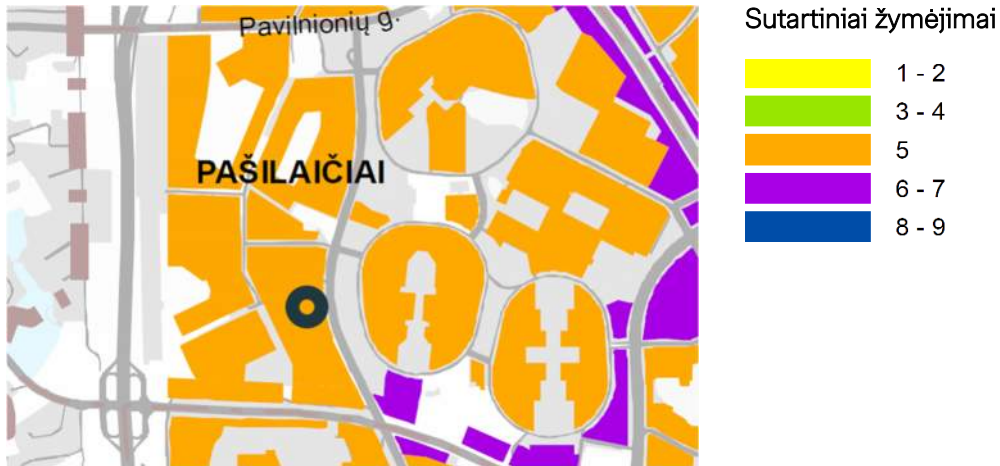 Pavilnionių g.
PAŠILAIČIAI
Sutartiniai žymėjimai
1 - 2
3 - 4
5
6 - 7
8 - 9